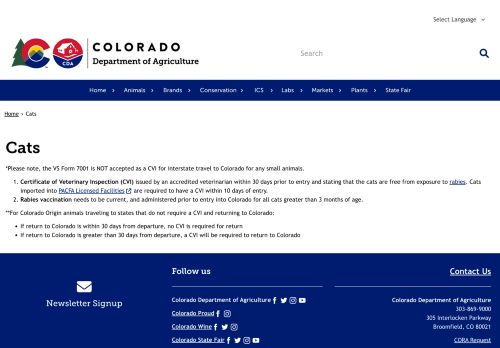 Select Language
COLORADO
Department of Agriculture
CO
CDA
Search
Home Animals Brands Conservation ICS Labs Markets Plants State Fair
Home › Cats
Cats
*Please note, the VS Form 7001 is NOT accepted as a CVI for interstate travel to Colorado for any small animals.
1. Certificate of Veterinary Inspection (CVI) issued by an accredited veterinarian within 30 days prior to entry and stating that the cats are free from exposure to rabies. Cats
imported into PACFA Licensed Facilities are required to have a CVI within 10 days of entry.
2. Rabies vaccination needs to be current, and administered prior to entry into Colorado for all cats greater than 3 months of age.
**For Colorado Origin animals traveling to states that do not require a CVI and returning to Colorado:
• If return to Colorado is within 30 days from departure, no CVI is required for return
• If return to Colorado is greater than 30 days from departure, a CVI will be required to return to Colorado
Newsletter Signup
Follow us
Colorado Department of Agriculture
Colorado Proud
Colorado Wine
Colorado State Fair
Contact Us
Colorado Department of Agriculture
303-869-9000
305 Interlocken Parkway
Broomfield, CO 80021
CORA Request